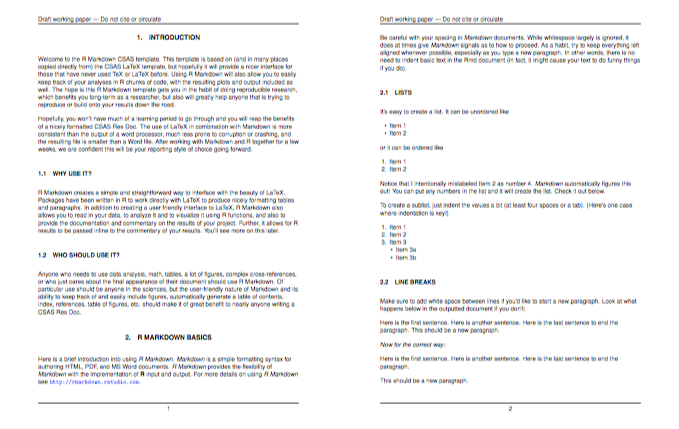 Draft working paper — Do not cite or circulate
1. INTRODUCTION
Welcome to the R Markdown CSAS template. This template is based on (and in many places
copied directly from) the CSAS LaTeX template, but hopefully it will provide a nicer interface for
those that have never used TeX or LaTeX before. Using R Markdown will also allow you to easily
keep track of your analyses in R chunks of code, with the resulting plots and output included as
well. The hope is this R Markdown template gets you in the habit of doing reproducible research,
which benefits you long-term as a researcher, but also will greatly help anyone that is trying to
reproduce or build onto your results down the road.
Hopefully, you won't have much of a learning period to go through and you will reap the benefits
of a nicely formatted CSAS Res Doc. The use of LaTeX in combination with Markdown is more
consistent than the output of a word processor, much less prone to corruption or crashing, and
the resulting file is smaller than a Word file. After working with Markdown and R together for a few
weeks, we are confident this will be your reporting style of choice going forward.
1.1 WHY USE IT?
R Markdown creates a simple and straightforward way to interface with the beauty of LaTeX.
Packages have been written in R to work directly with LaTeX to produce nicely formatting tables
and paragraphs. In addition to creating a user friendly interface to LaTeX, R Markdown also
allows you to read in your data, to analyze it and to visualize it using R functions, and also to
provide the documentation and commentary on the results of your project. Further, it allows for R
results to be passed inline to the commentary of your results. You'll see more on this later.
1.2 WHO SHOULD USE IT?
Anyone who needs to use data analysis, math, tables, a lot of figures, complex cross-references,
or who just cares about the final appearance of their document should use R Markdown. Of
particular use should be anyone in the sciences, but the user-friendly nature of Markdown and its
ability to keep track of and easily include figures, automatically generate a table of contents,
index, references, table of figures, etc. should make it of great benefit to nearly anyone writing a
CSAS Res Doc.
2. R MARKDOWN BASICS
Here is a brief introduction into using R Markdown. Markdown is a simple formatting syntax for
authoring HTML, PDF, and MS Word documents. R Markdown provides the flexibility of
Markdown with the implementation of R input and output. For more details on using R Markdown
see http://rmarkdown.rstudio.com.
1
Draft working paper — Do not cite or circulate
Be careful with your spacing in Markdown documents. While whitespace largely is ignored, it
does at times give Markdown signals as to how to proceed. As a habit, try to keep everything left
aligned whenever possible, especially as you type a new paragraph. In other words, there is no
need to indent basic text in the Rmd document (in fact, it might cause your text to do funny things
if you do).
2.1 LISTS
It's easy to create a list. It can be unordered like
• Item 1
• Item 2
or it can be ordered like
1. Item 1
2. Item 2
Notice that I intentionally mislabeled Item 2 as number 4. Markdown automatically figures this
out! You can put any numbers in the list and it will create the list. Check it out below.
To create a sublist, just indent the values a bit (at least four spaces or a tab). (Here's one case
where indentation is key!)
1. Item 1
2. Item 2
3. Item 3
• Item 3a
• Item 3b
2.2 LINE BREAKS
Make sure to add white space between lines if you'd like to start a new paragraph. Look at what
happens below in the outputted document if you don't:
Here is the first sentence. Here is another sentence. Here is the last sentence to end the
paragraph. This should be a new paragraph.
Now for the correct way:
Here is the first sentence. Here is another sentence. Here is the last sentence to end the
paragraph.
This should be a new paragraph.
2